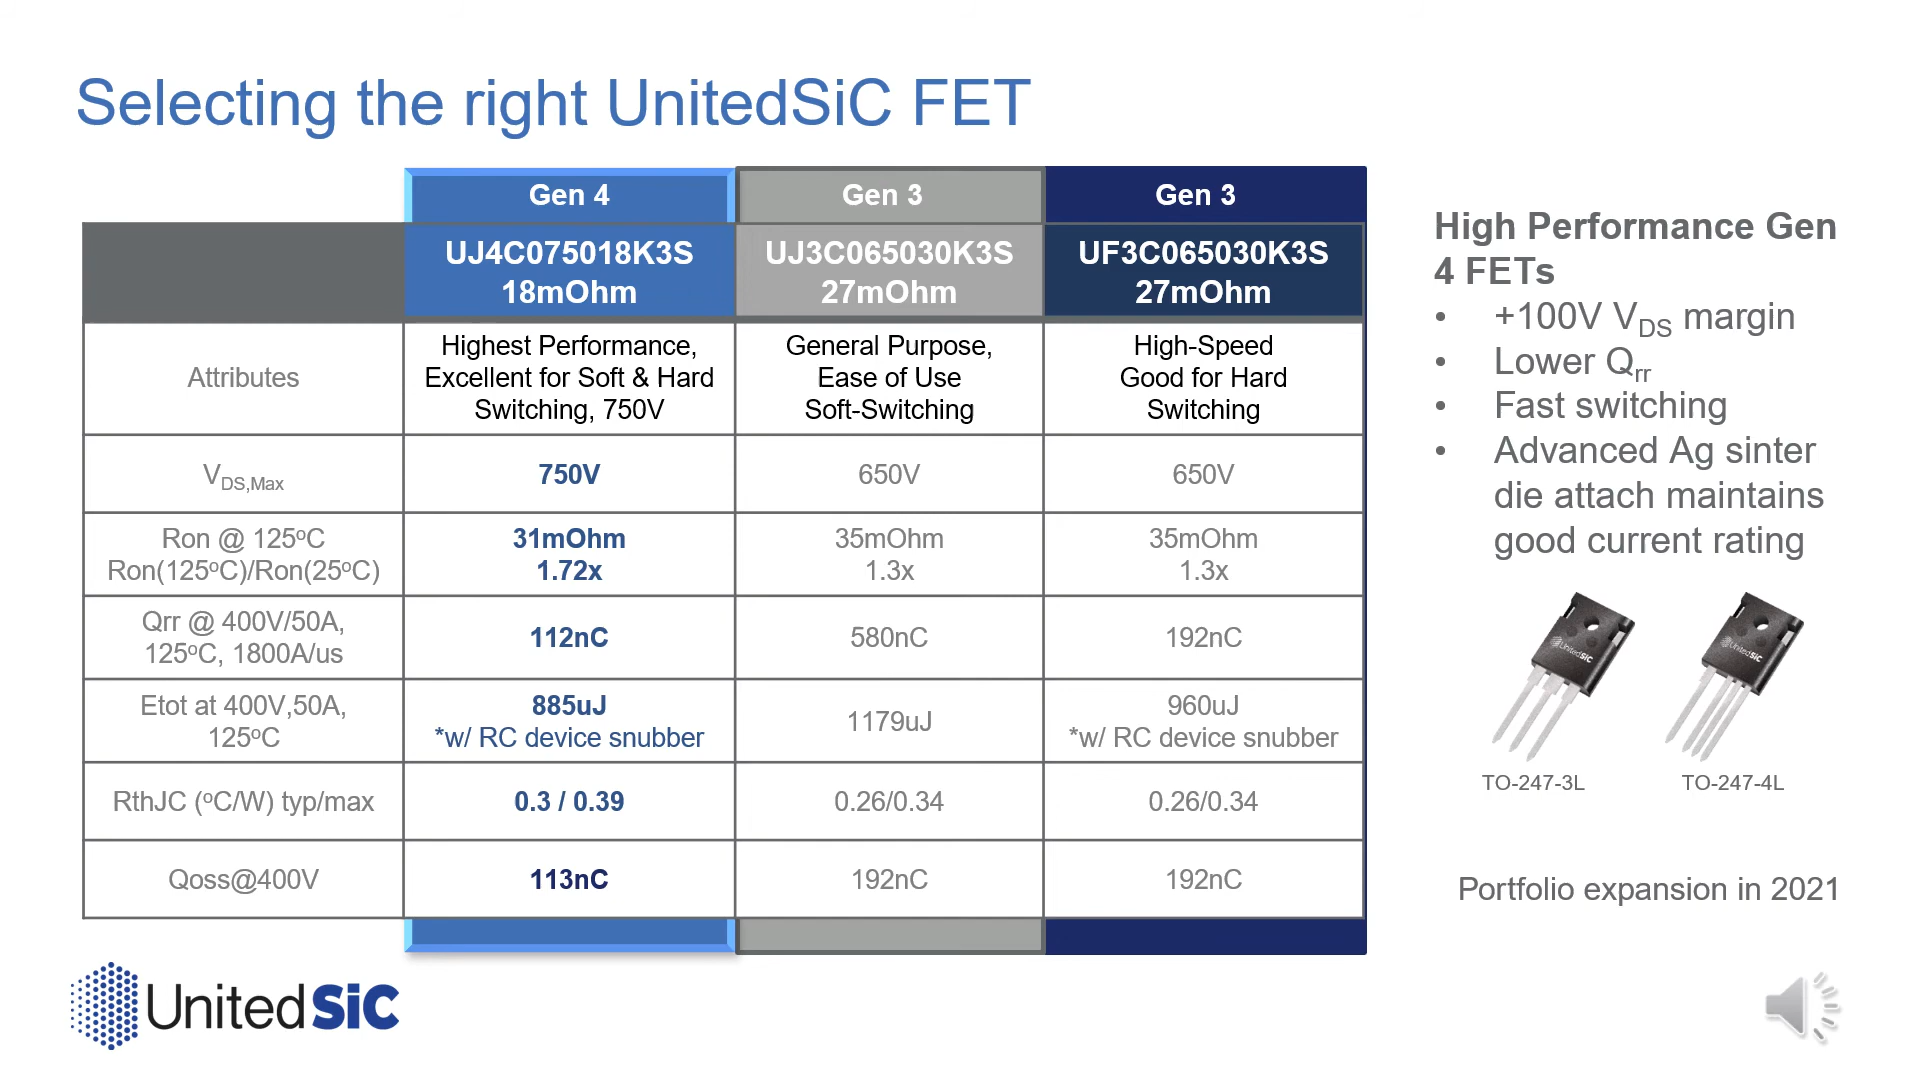 Selecting the right UnitedSiC FET
Gen 4
Gen 3
Gen 3
UJ4C075018K3S
18mOhm
UJ3C065030K3S
27mOhm
UF3C065030K3S
27mOhm
Attributes
Highest Performance,
Excellent for Soft & Hard
Switching, 750V
General Purpose,
Ease of Use
Soft-Switching
High-Speed
Good for Hard
Switching
VDS,Max
750V
650V
650V
Ron @ 125ºC
Ron(125ºC)/Ron(25ºC)
31mOhm
1.72x
35mOhm
1.3x
35mOhm
1.3x
Qrr @ 400V/50A,
125ºC, 1800A/us
112nC
580nC
192nC
Etot at 400V,50A,
125ºC
885uJ
*w/ RC device snubber
1179uJ
960uJ
*w/ RC device snubber
RthJC (ºC/W) typ/max
0.3 / 0.39
0.26/0.34
0.26/0.34
Qoss@400V
113nC
192nC
192nC
High Performance Gen
4 FETs
• +100V VDS margin
• Lower Qrr
• Fast switching
• Advanced Ag sinter
die attach maintains
good current rating
UnitedSiC
UnitedSiC
TO-247-3L
TO-247-4L
Portfolio expansion in 2021
UnitedSiC